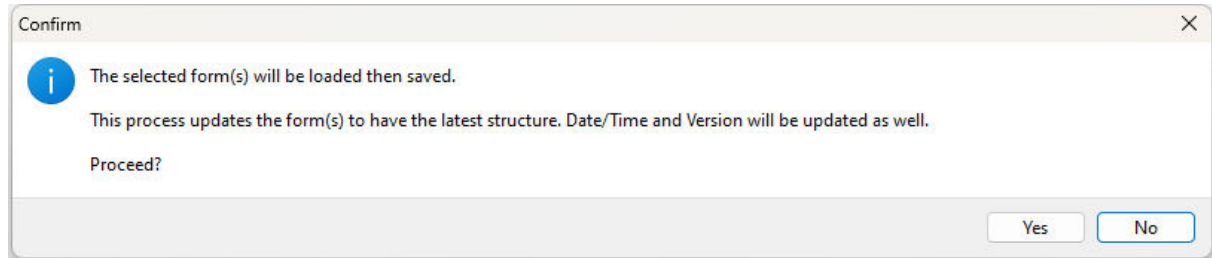 Confirm
The selected form(s) will be loaded then saved.
This process updates the form(s) to have the latest structure. Date/Time and Version will be updated as well.
Proceed?
Yes No